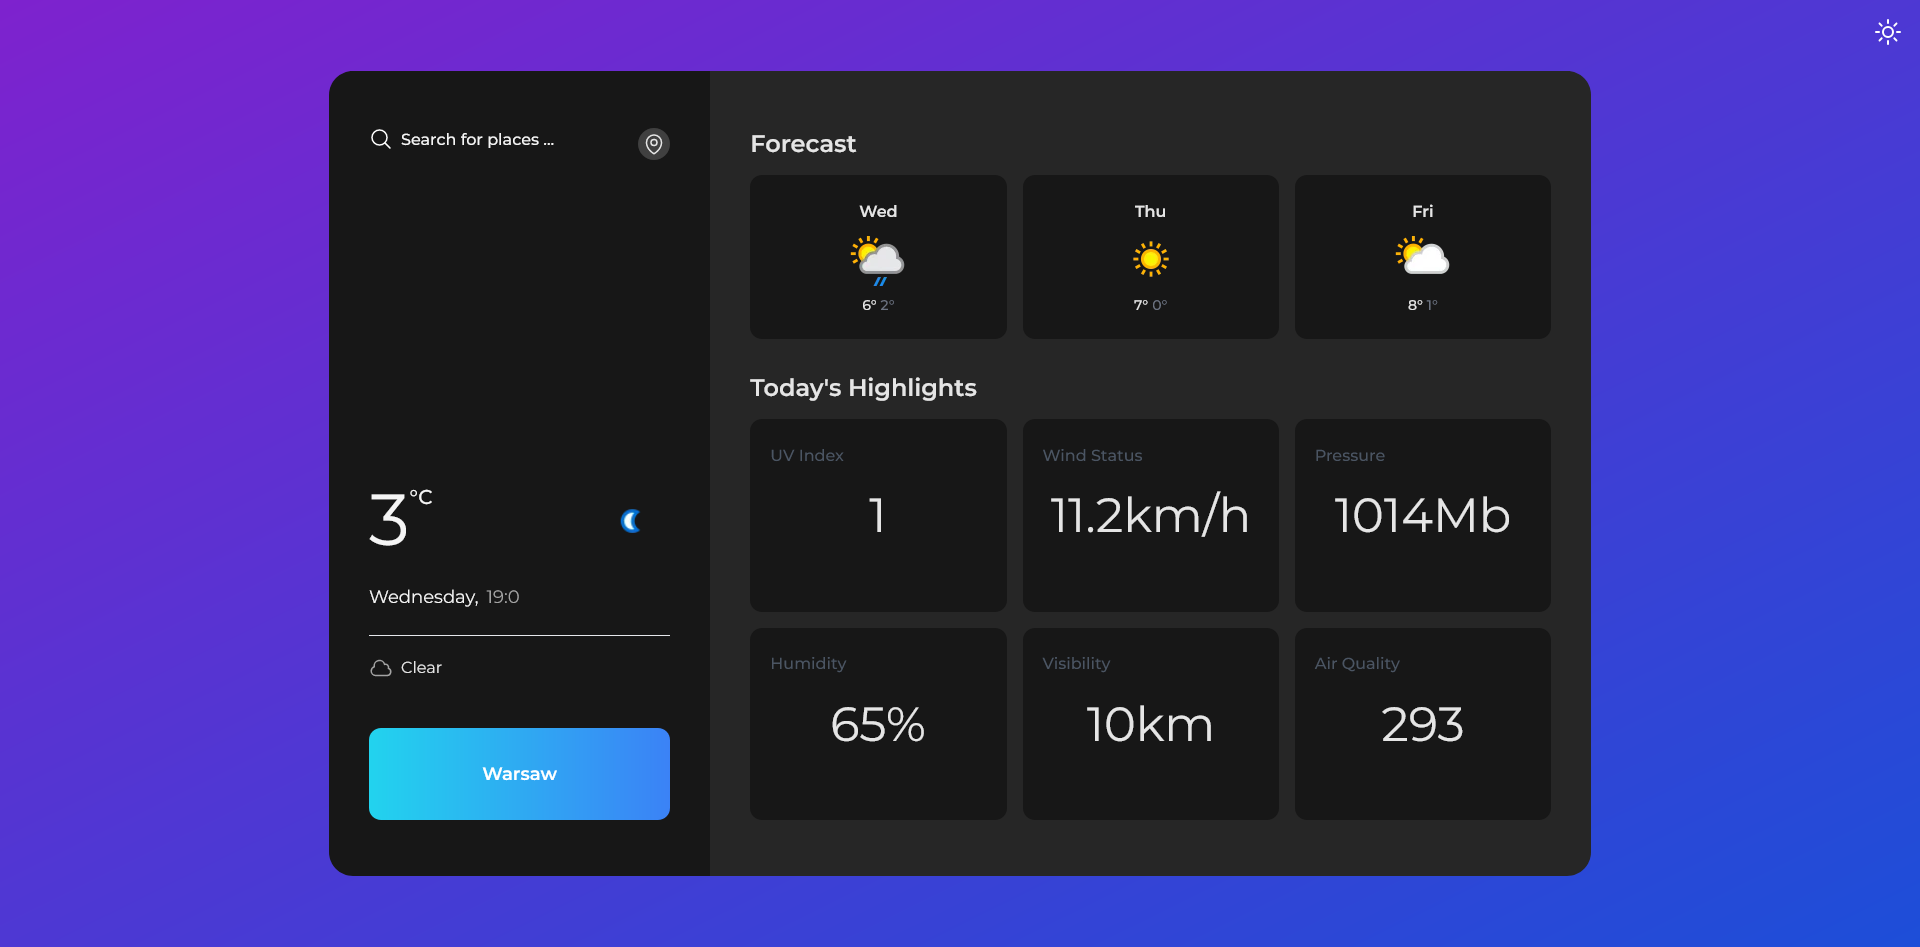 Search for places ...
3°C
Wednesday, 19:0
Clear
Warsaw
Forecast
Wed
6° 2°
Thu
7° 0°
Fri
8° 1°
Today's Highlights
UV Index
1
Wind Status
11.2km/h
Pressure
1014Mb
Humidity
65%
Visibility
10km
Air Quality
293